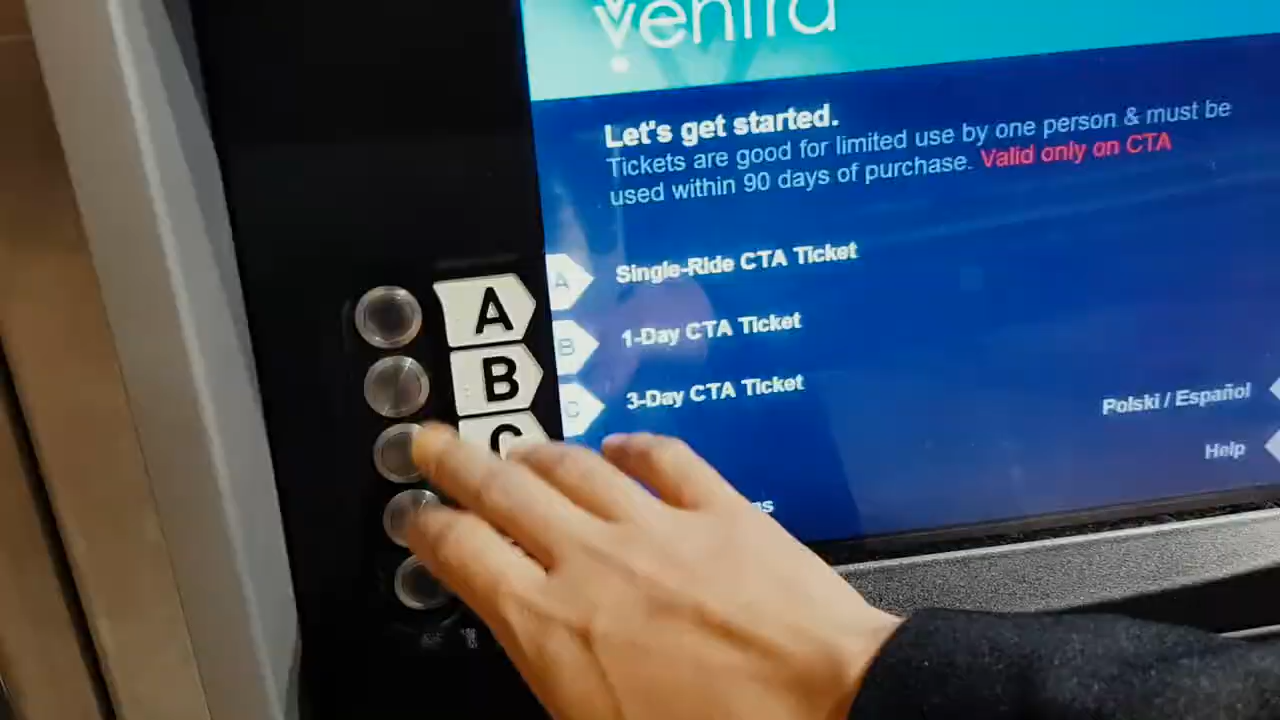 ventra
Let's get started.
Tickets are good for limited use by one person & must be
used within 90 days of purchase. Valid only on CTA
A
Single-Ride CTA Ticket
A
B
1-Day CTA Ticket
B
C
3-Day CTA Ticket
C
Polski / Español
Help